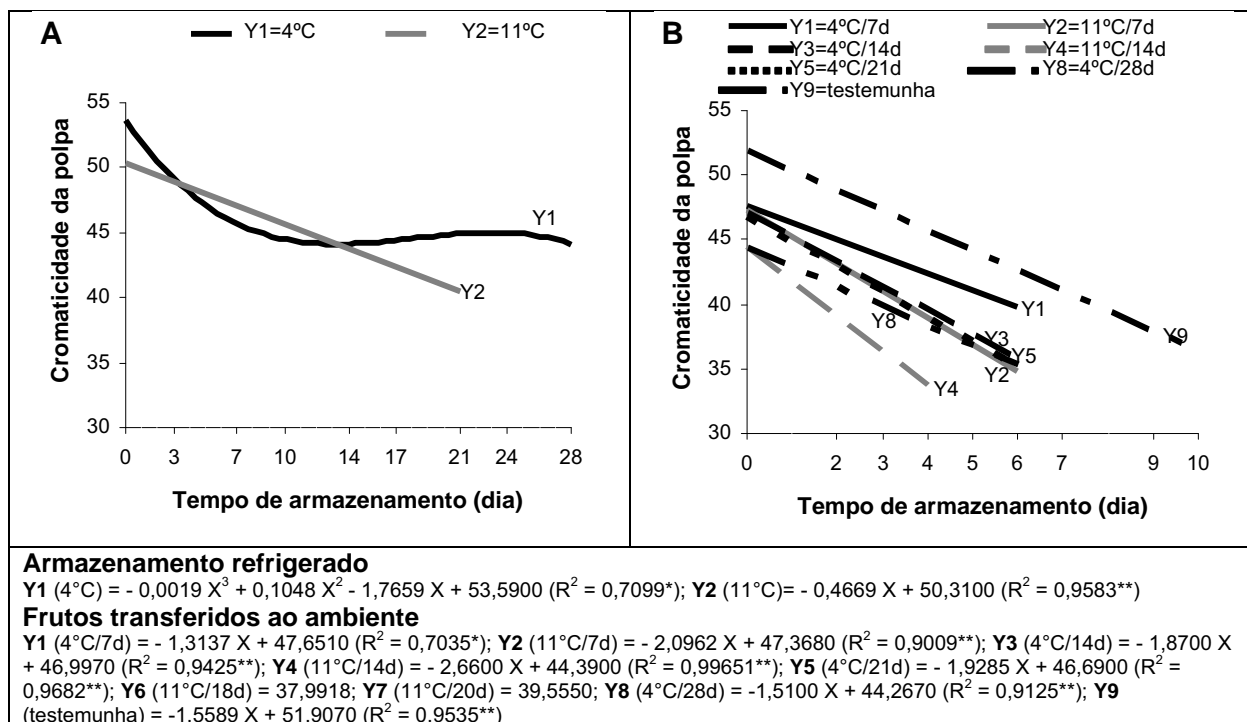 A
Y1=4ºC Y2=11ºC
Cromaticidade da polpa
55
50
45
40
35
30
Y1
Y2
0 3 7 10 14 17 21 24 28
Tempo de armazenamento (dia)
B
Y1=4ºC/7d Y2=11ºC/7d
Y3=4ºC/14d Y4=11ºC/14d
Y5=4ºC/21d Y8=4ºC/28d
Y9=testemunha
Cromaticidade da polpa
55
50
45
40
35
30
Y1
Y8
Y3
Y9
Y5
Y2
Y4
0 2 3 4 5 6 7 9 10
Tempo de armazenamento (dia)
Armazenamento refrigerado
Y1 (4°C) = - 0,0019 X³ + 0,1048 X² - 1,7659 X + 53,5900 (R² = 0,7099*); Y2 (11°C)= - 0,4669 X + 50,3100 (R² = 0,9583**)
Frutos transferidos ao ambiente
Y1 (4°C/7d) = - 1,3137 X + 47,6510 (R² = 0,7035*); Y2 (11°C/7d) = - 2,0962 X + 47,3680 (R² = 0,9009**); Y3 (4°C/14d) = - 1,8700 X
+ 46,9970 (R² = 0,9425**); Y4 (11°C/14d) = - 2,6600 X + 44,3900 (R² = 0,99651**); Y5 (4°C/21d) = - 1,9285 X + 46,6900 (R² =
0,9682**); Y6 (11°C/18d) = 37,9918; Y7 (11°C/20d) = 39,5550; Y8 (4°C/28d) = -1,5100 X + 44,2670 (R² = 0,9125**); Y9
(testemunha) = -1,5589 X + 51,9070 (R² = 0,9535**)